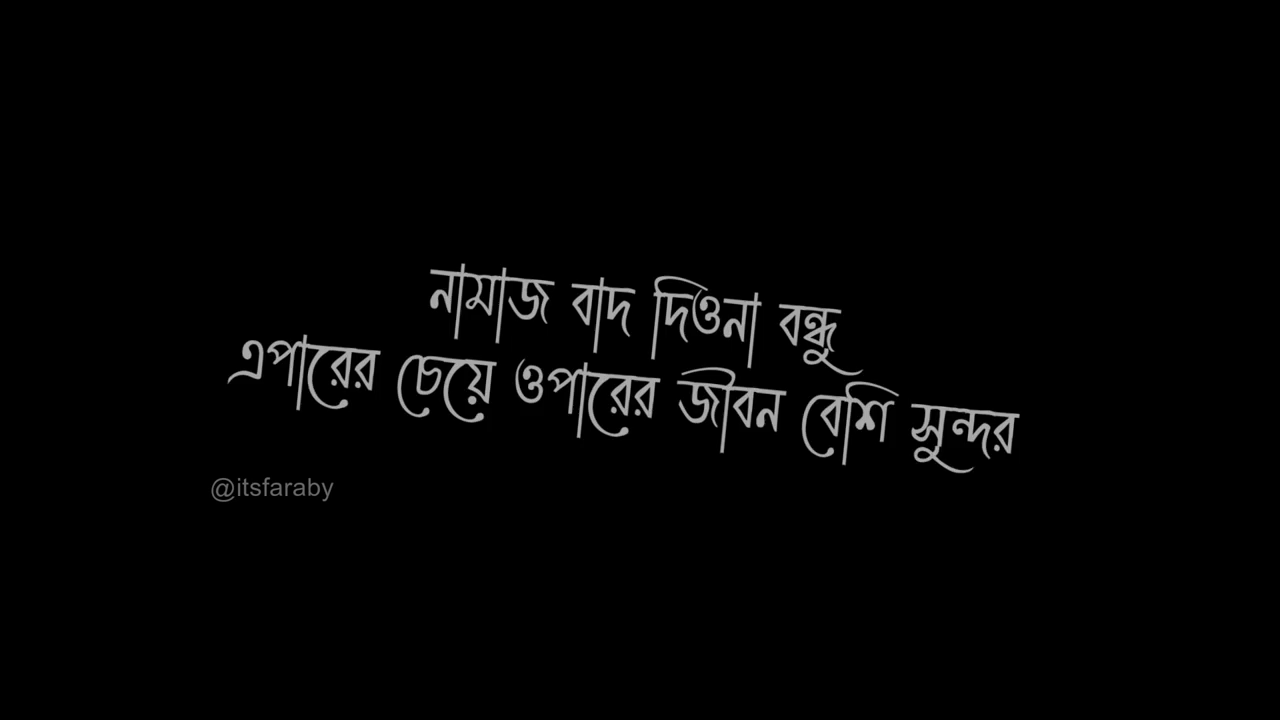 নামাজ বাদ দিওনা বন্ধু
এপারের চেয়ে ওপারের জীবন বেশি সুন্দর
@itsfaraby